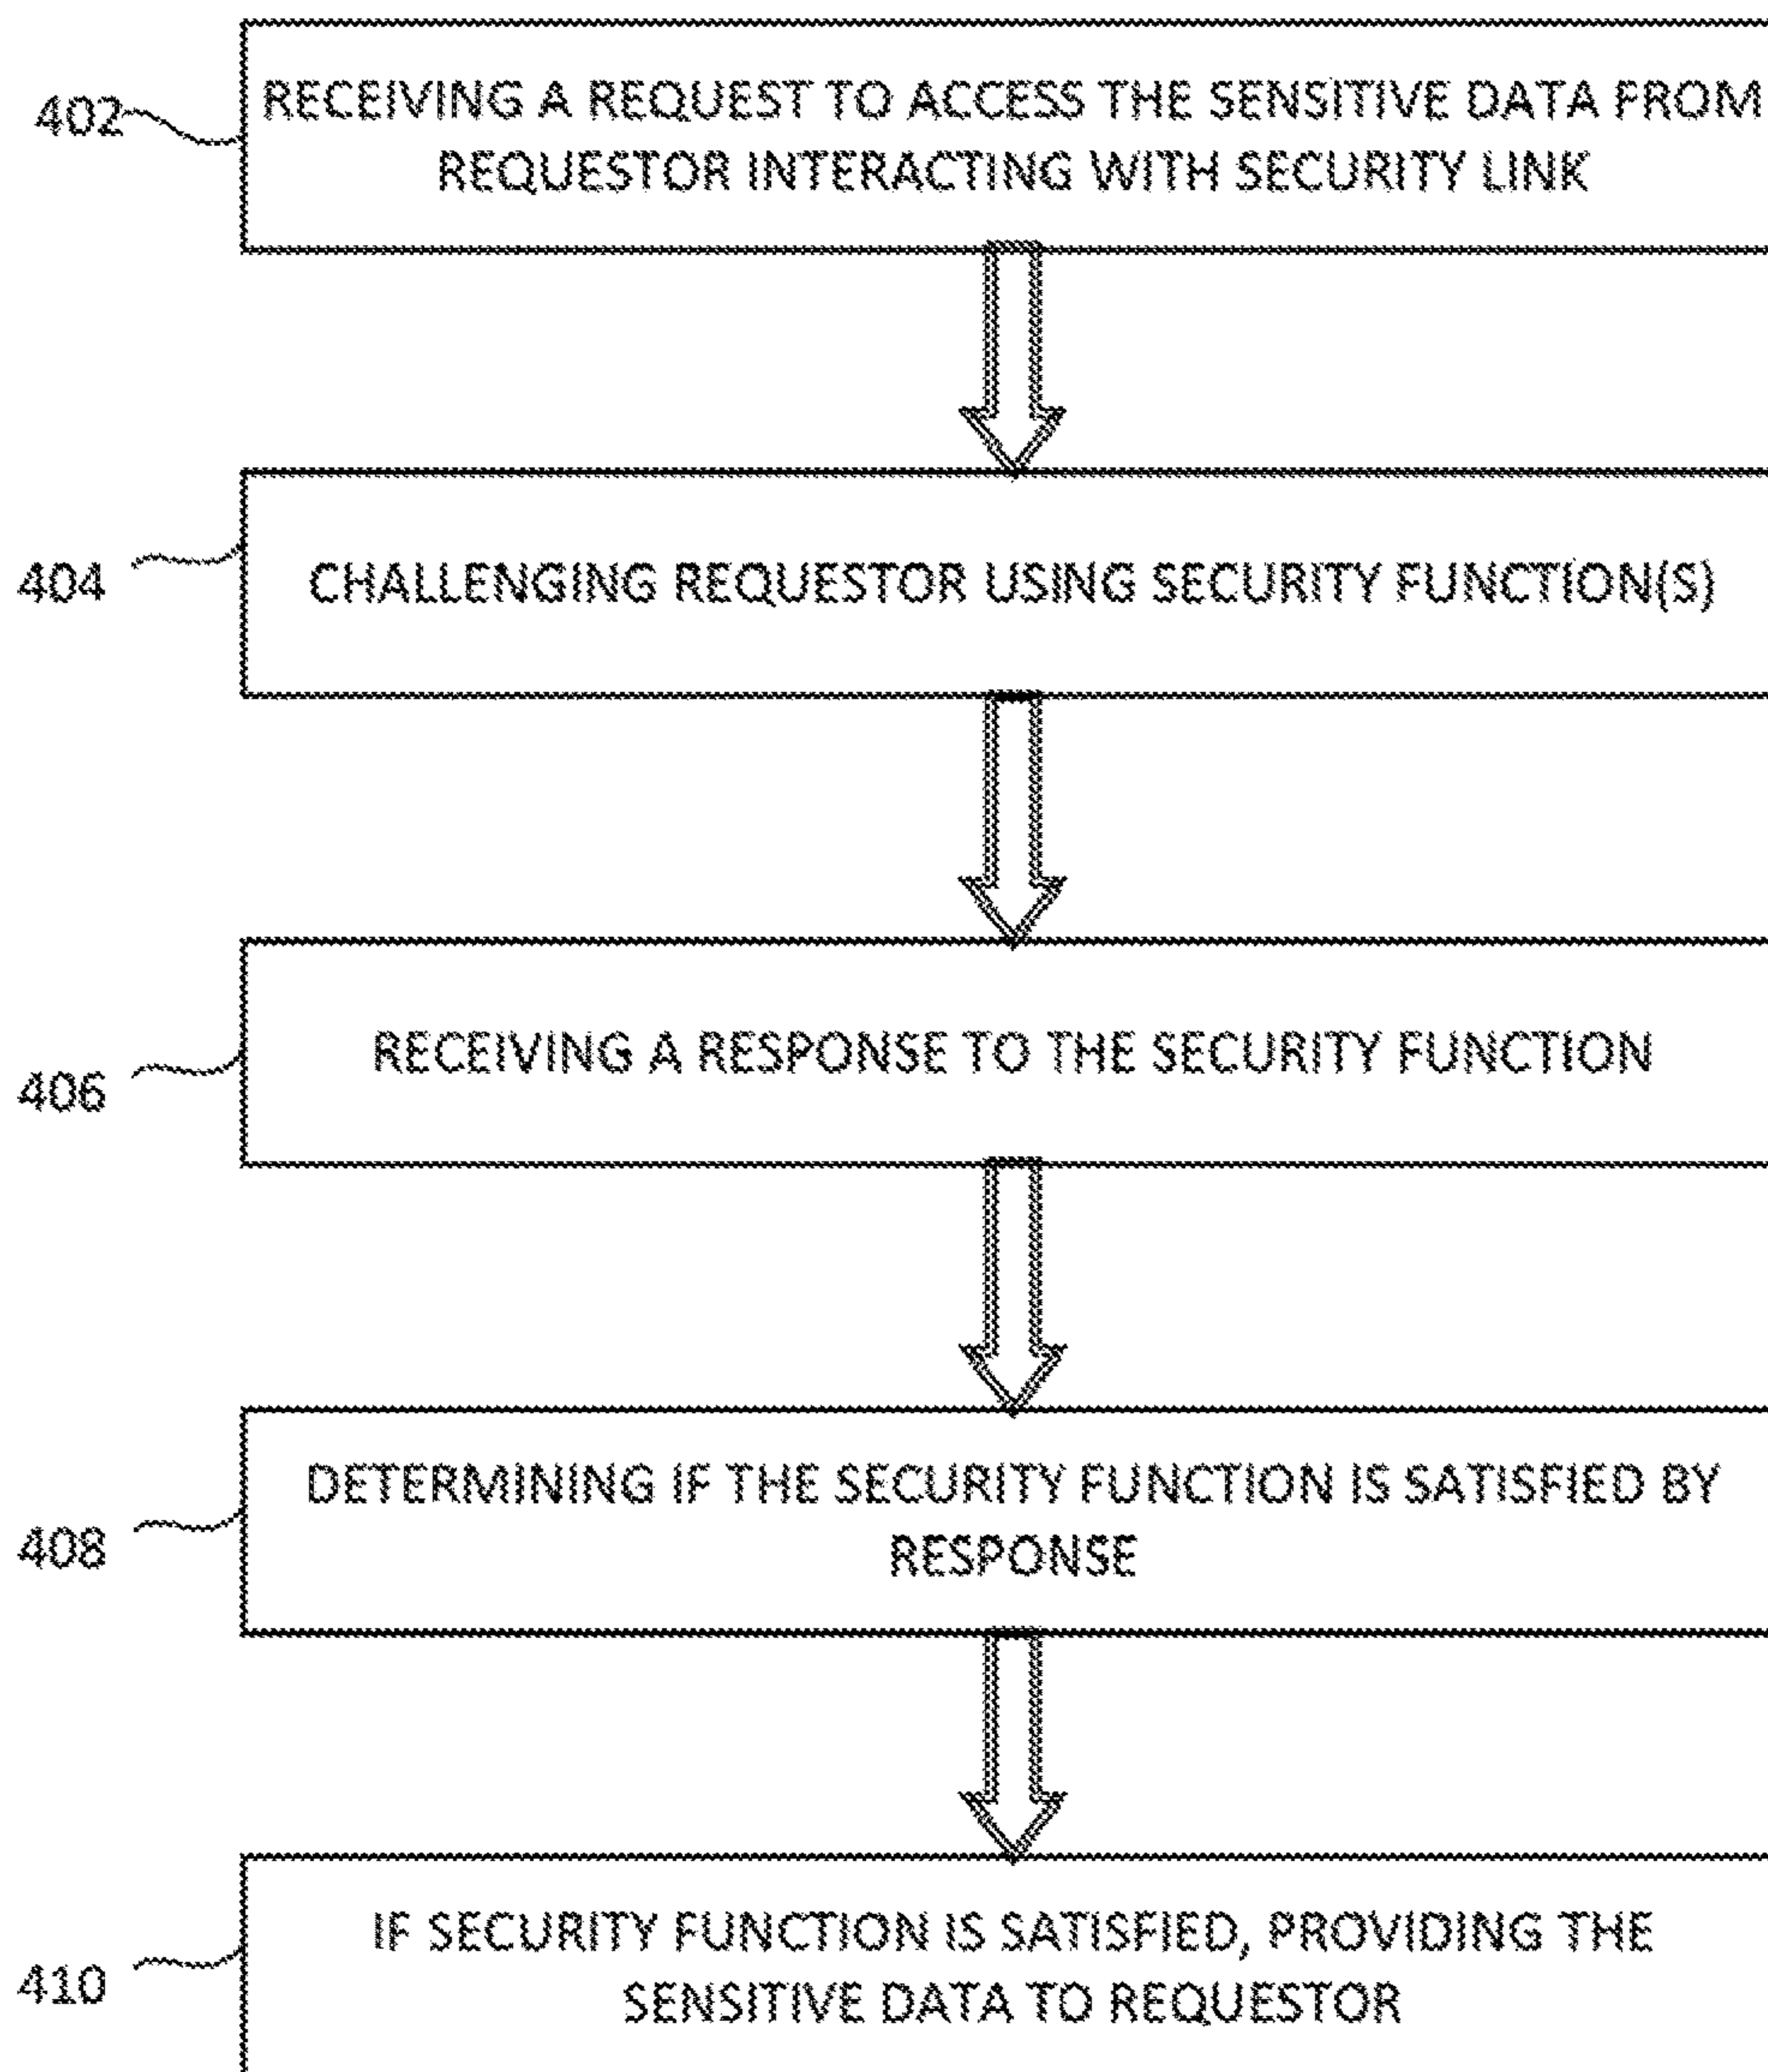 402
RECEIVING A REQUEST TO ACCESS THE SENSITIVE DATA FROM
REQUESTOR INTERACTING WITH SECURITY LINK
404
CHALLENGING REQUESTOR USING SECURITY FUNCTION(S)
406
RECEIVING A RESPONSE TO THE SECURITY FUNCTION
408
DETERMINING IF THE SECURITY FUNCTION IS SATISFIED BY
RESPONSE
410
IF SECURITY FUNCTION IS SATISFIED, PROVIDING THE
SENSITIVE DATA TO REQUESTOR